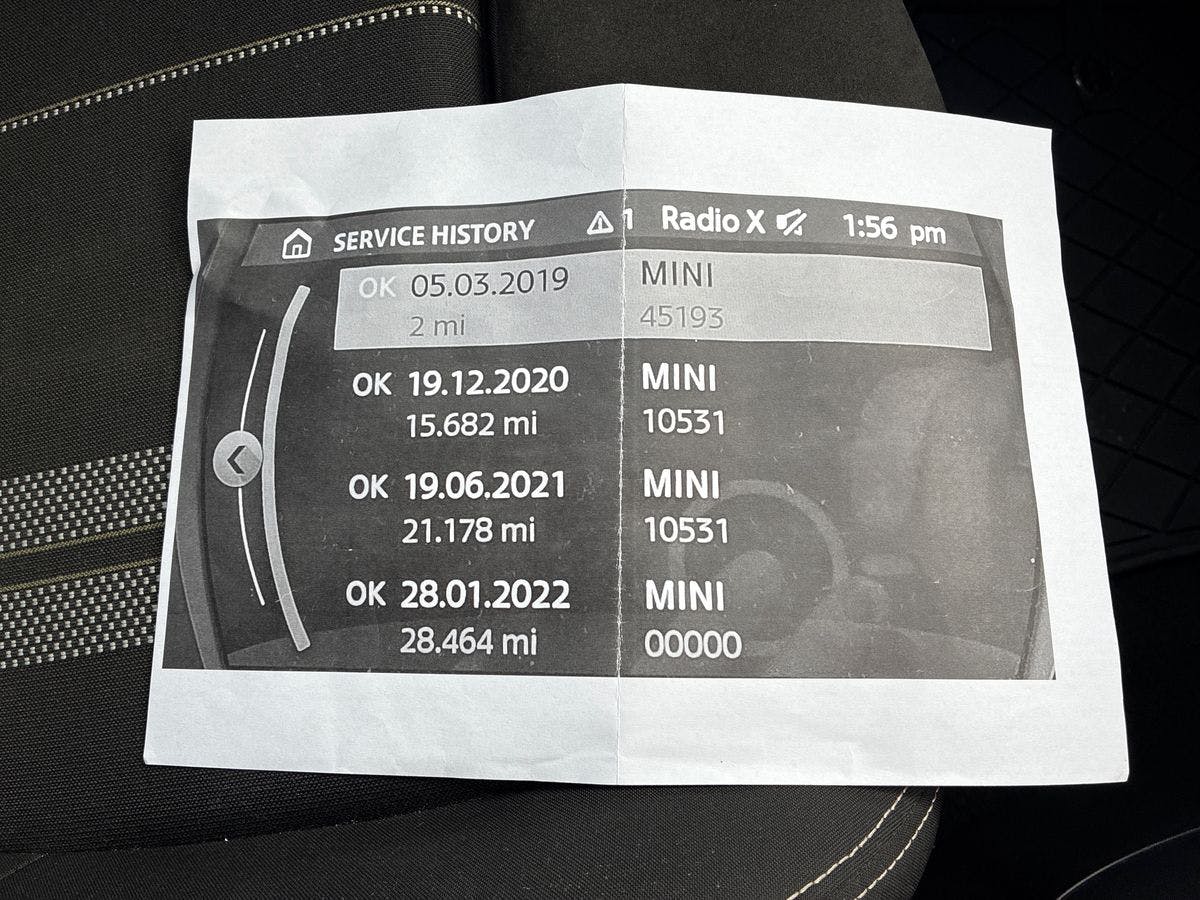 SERVICE HISTORY 1 Radio X 1:56 pm
OK 05.03.2019 MINI
2 mi 45193
OK 19.12.2020 MINI
15.682 mi 10531
OK 19.06.2021 MINI
21.178 mi 10531
OK 28.01.2022 MINI
28.464 mi 00000